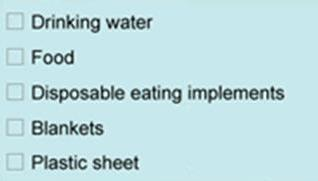 Drinking water
Food
Disposable eating implements
Blankets
Plastic sheet